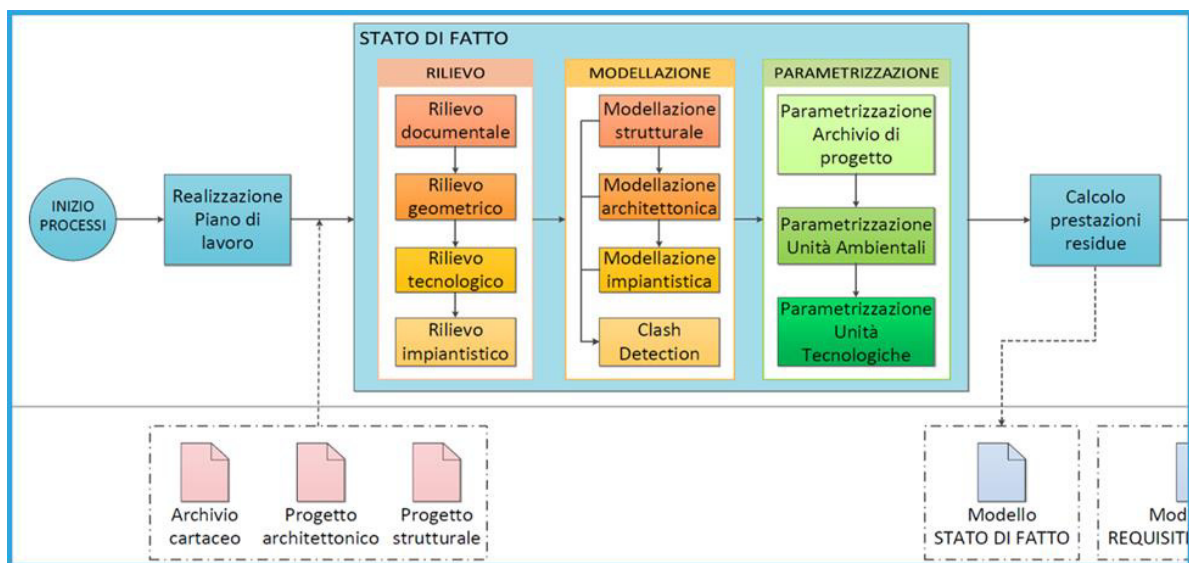 STATO DI FATTO
RILIEVO
Rilievo
documentale
Rilievo
geometrico
Rilievo
tecnologico
Rilievo
impiantistico
MODELLAZIONE
Modellazione
strutturale
Modellazione
architettonica
Modellazione
impiantistica
Clash
Detection
PARAMETRIZZAZIONE
Parametrizzazione
Archivio di
progetto
Parametrizzazione
Unità Ambientali
Parametrizzazione
Unità
Tecnologiche
INIZIO
PROCESSI
Realizzazione
Piano di
lavoro
Calcolo
prestazioni
residue
Archivio
cartaceo
Progetto
architettonico
Progetto
strutturale
Modello
STATO DI FATTO